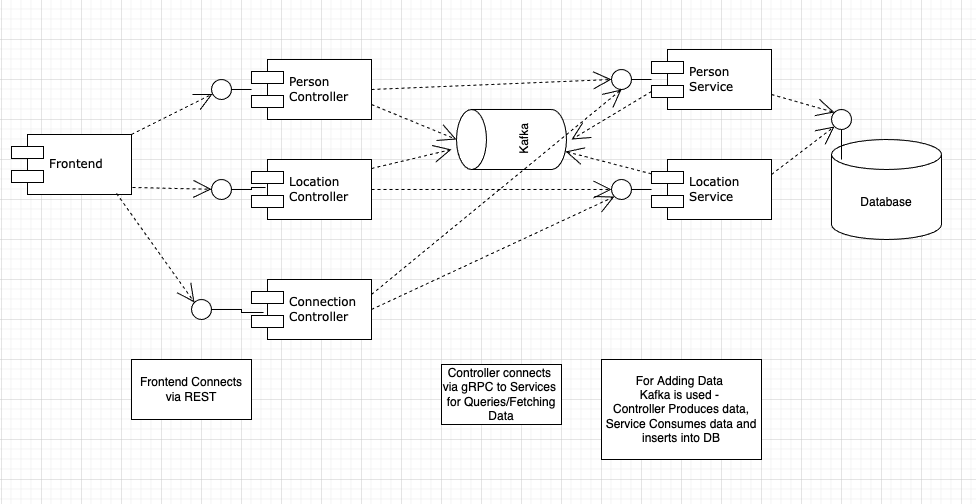 Person
Controller
Person
Service
Kafka
Frontend
Location
Controller
Location
Service
Database
Connection
Controller
Frontend Connects
via REST
Controller connects
via gRPC to Services
for Queries/Fetching
Data
For Adding Data
Kafka is used -
Controller Produces data,
Service Consumes data and
inserts into DB